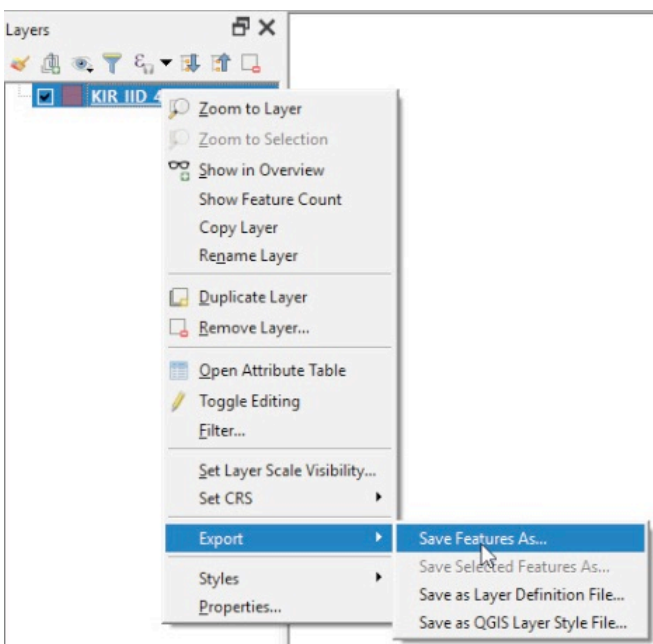 Layers
KIR IID 4
Zoom to Layer
Zoom to Selection
Show in Overview
Show Feature Count
Copy Layer
Rename Layer
Duplicate Layer
Remove Layer...
Open Attribute Table
Toggle Editing
Filter...
Set Layer Scale Visibility...
Set CRS
Export
Styles
Properties...
Save Features As...
Save Selected Features As...
Save as Layer Definition File...
Save as QGIS Layer Style File...